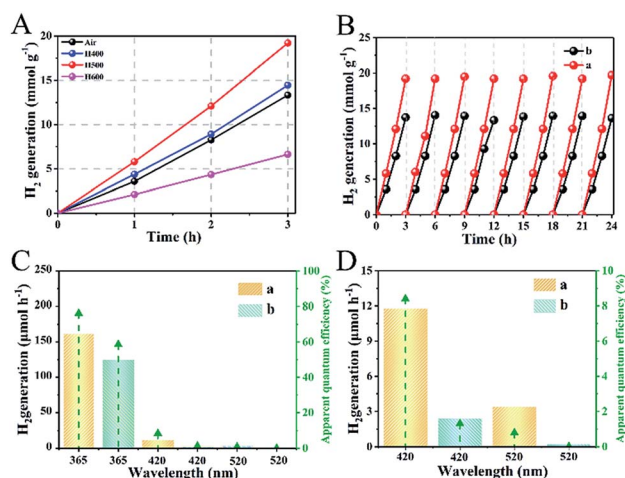 A
H2 generation (mmol g-1)
20
15
10
5
0
Air
H400
H500
H600
0
1
2
3
Time (h)
B
H2 generation (mmol g-1)
25
20
15
10
5
0
b
a
0 3 6 9 12 15 18 21 24
Time (h)
C
H2generation (μmol h-1)
250
200
150
100
50
0
a
b
100
80
60
40
20
0
Apparent quantum efficiency (%)
365 365 420 420 520 520
Wavelength (nm)
D
H2generation (μmol h-1)
15
12
9
6
3
0
a
b
10
8
6
4
2
0
Apparent quantum efficiency (%)
420 420 520 520
Wavelength (nm)